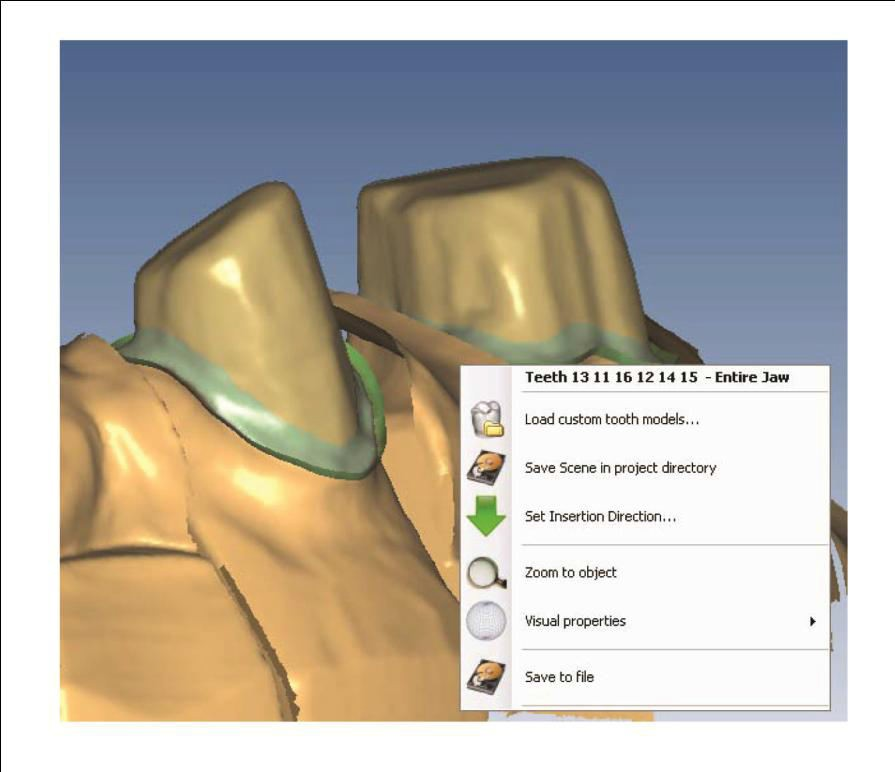 Teeth 13 11 16 12 14 15 - Entire Jaw
Load custom tooth models...
Save Scene in project directory
Set Insertion Direction...
Zoom to object
Visual properties
Save to file